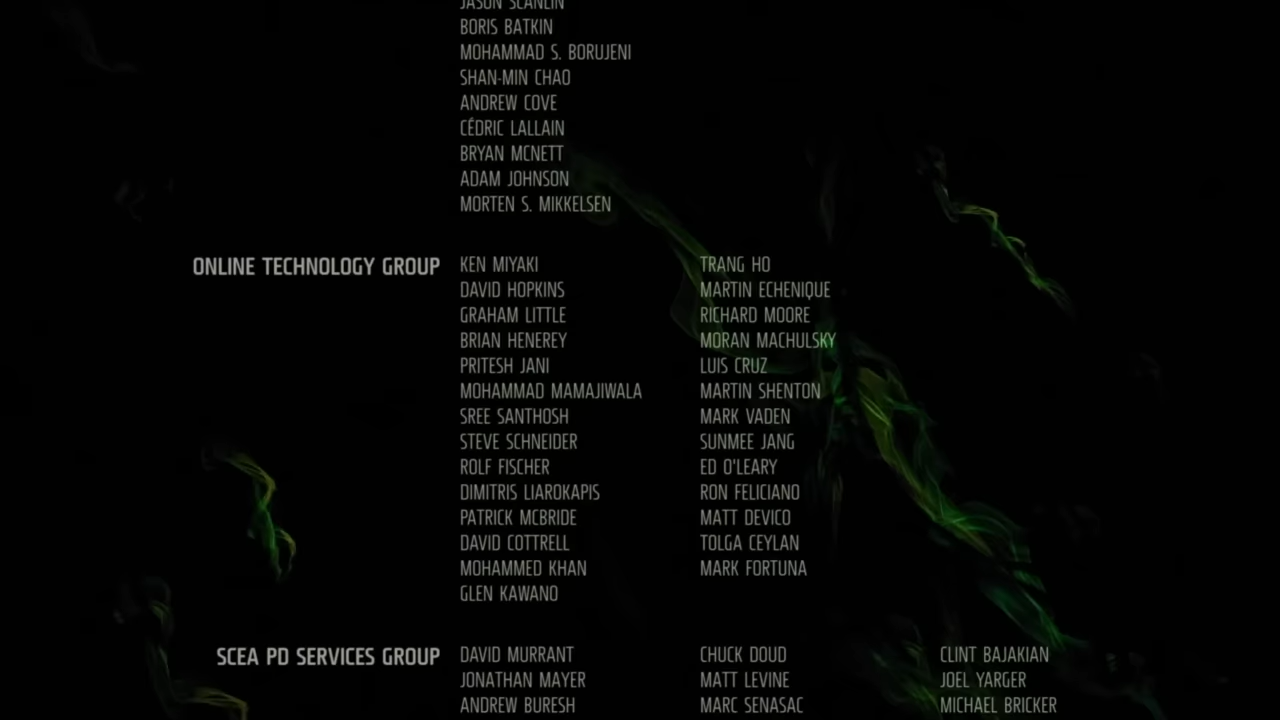 JASON SCANLIN
BORIS BATKIN
MOHAMMAD S. BORUJENI
SHAN-MIN CHAO
ANDREW COVE
CÉDRIC LALLAIN
BRYAN MCNETT
ADAM JOHNSON
MORTEN S. MIKKELSEN
ONLINE TECHNOLOGY GROUP
KEN MIYAKI
DAVID HOPKINS
GRAHAM LITTLE
BRIAN HENEREY
PRITESH JANI
MOHAMMAD MAMAJIWALA
SREE SANTHOSH
STEVE SCHNEIDER
ROLF FISCHER
DIMITRIS LIAROKAPIS
PATRICK MCBRIDE
DAVID COTTRELL
MOHAMMED KHAN
GLEN KAWANO
TRANG HO
MARTIN ECHENIQUE
RICHARD MOORE
MORAN MACHULSKY
LUIS CRUZ
MARTIN SHENTON
MARK VADEN
SUNMEE JANG
ED O'LEARY
RON FELICIANO
MATT DEVICO
TOLGA CEYLAN
MARK FORTUNA
SCEA PD SERVICES GROUP
DAVID MURRANT
JONATHAN MAYER
ANDREW BURESH
CHUCK DOUD
MATT LEVINE
MARC SENASAC
CLINT BAJAKIAN
JOEL YARGER
MICHAEL BRICKER